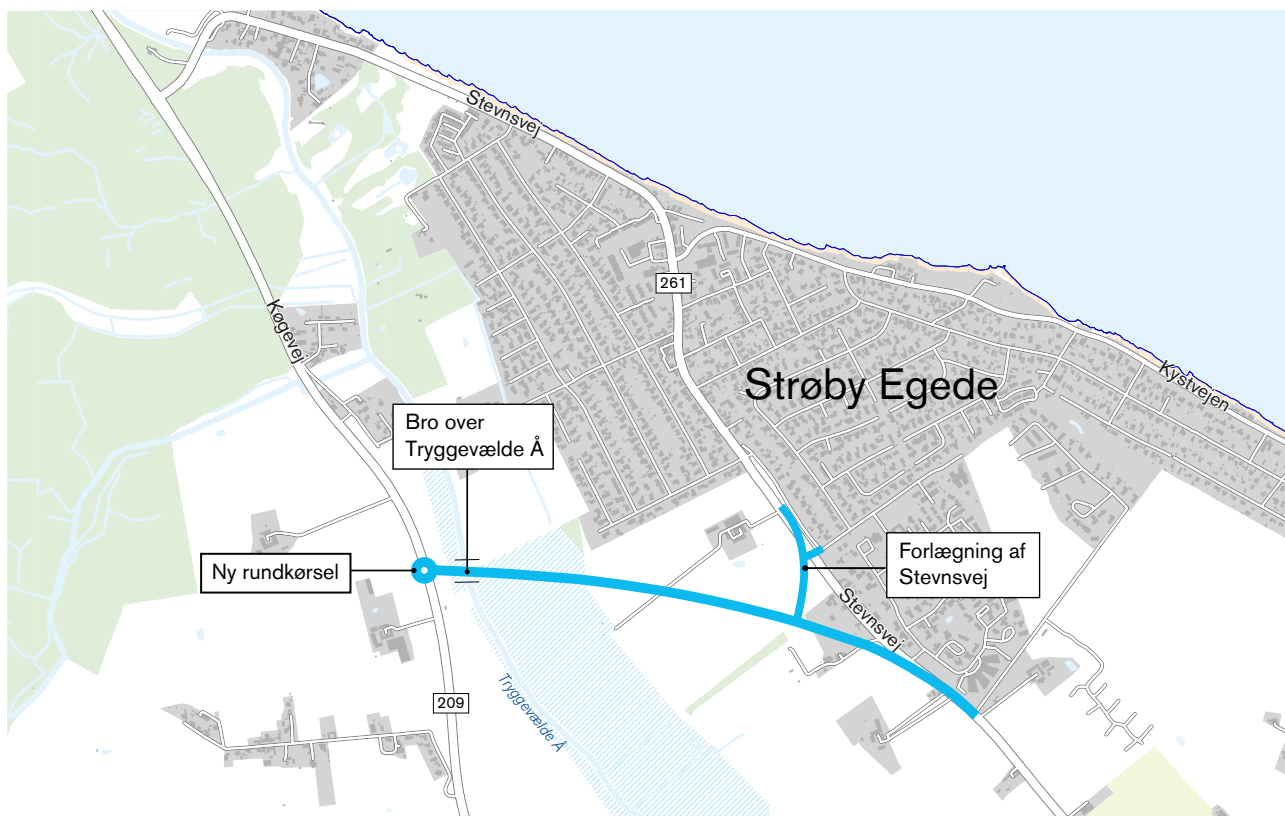 Stevnsvej
261
Køgevej
Strøby Egede
Kystvejen
Bro over
Tryggevælde Å
Ny rundkørsel
Forlægning af
Stevnsvej
Stevnsvej
209
Tryggevælde Å